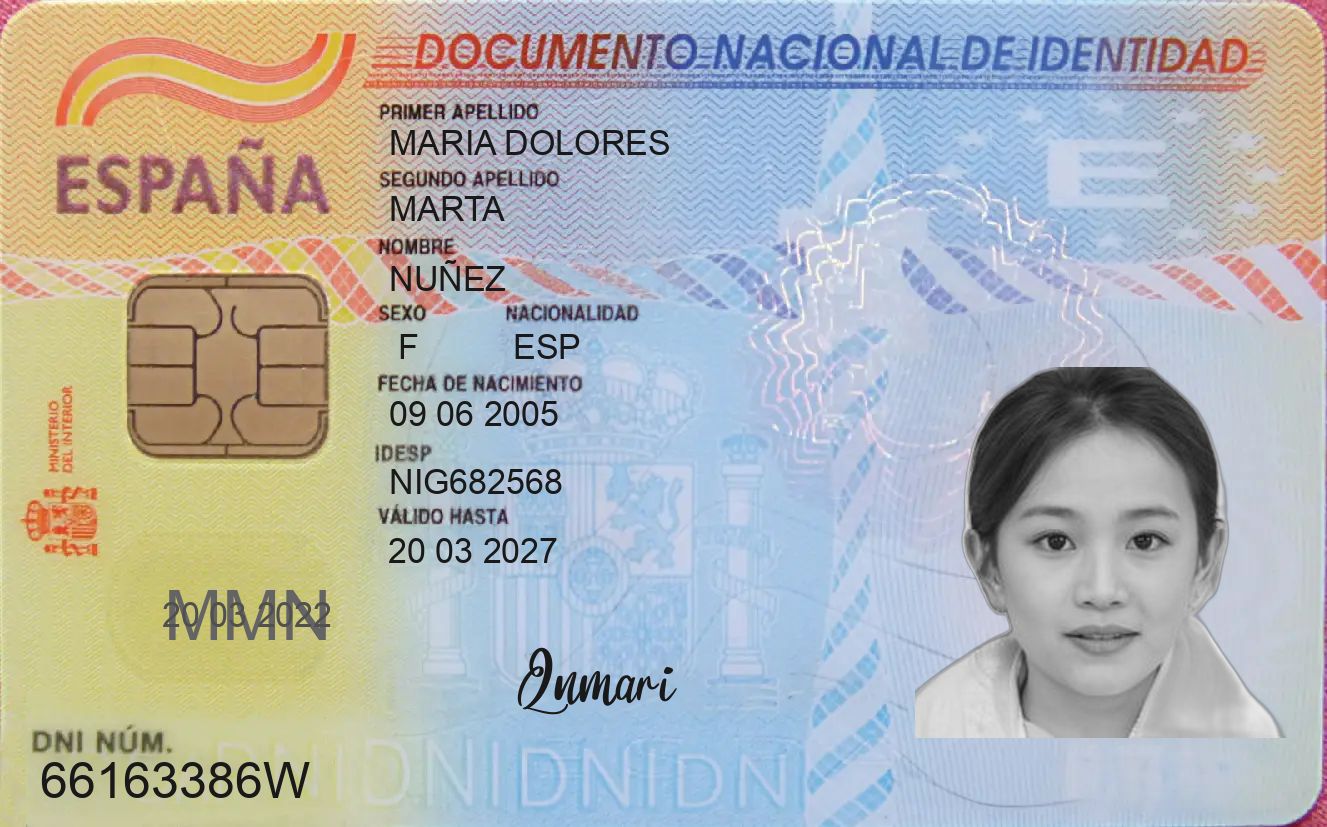 DOCUMENTO NACIONAL DE IDENTIDAD
ESPAÑA
PRIMER APELLIDO
MARIA DOLORES
SEGUNDO APELLIDO
MARTA
NOMBRE
NUÑEZ
SEXO NACIONALIDAD
F ESP
FECHA DE NACIMIENTO
09 06 2005
IDESP
NIG682568
VÁLIDO HASTA
20 03 2027
MINISTERIO
DEL INTERIOR
E
MMN
20 03 2022
Qnmari
DNI NÚM.
66163386W
DNIDNIDNIDNI